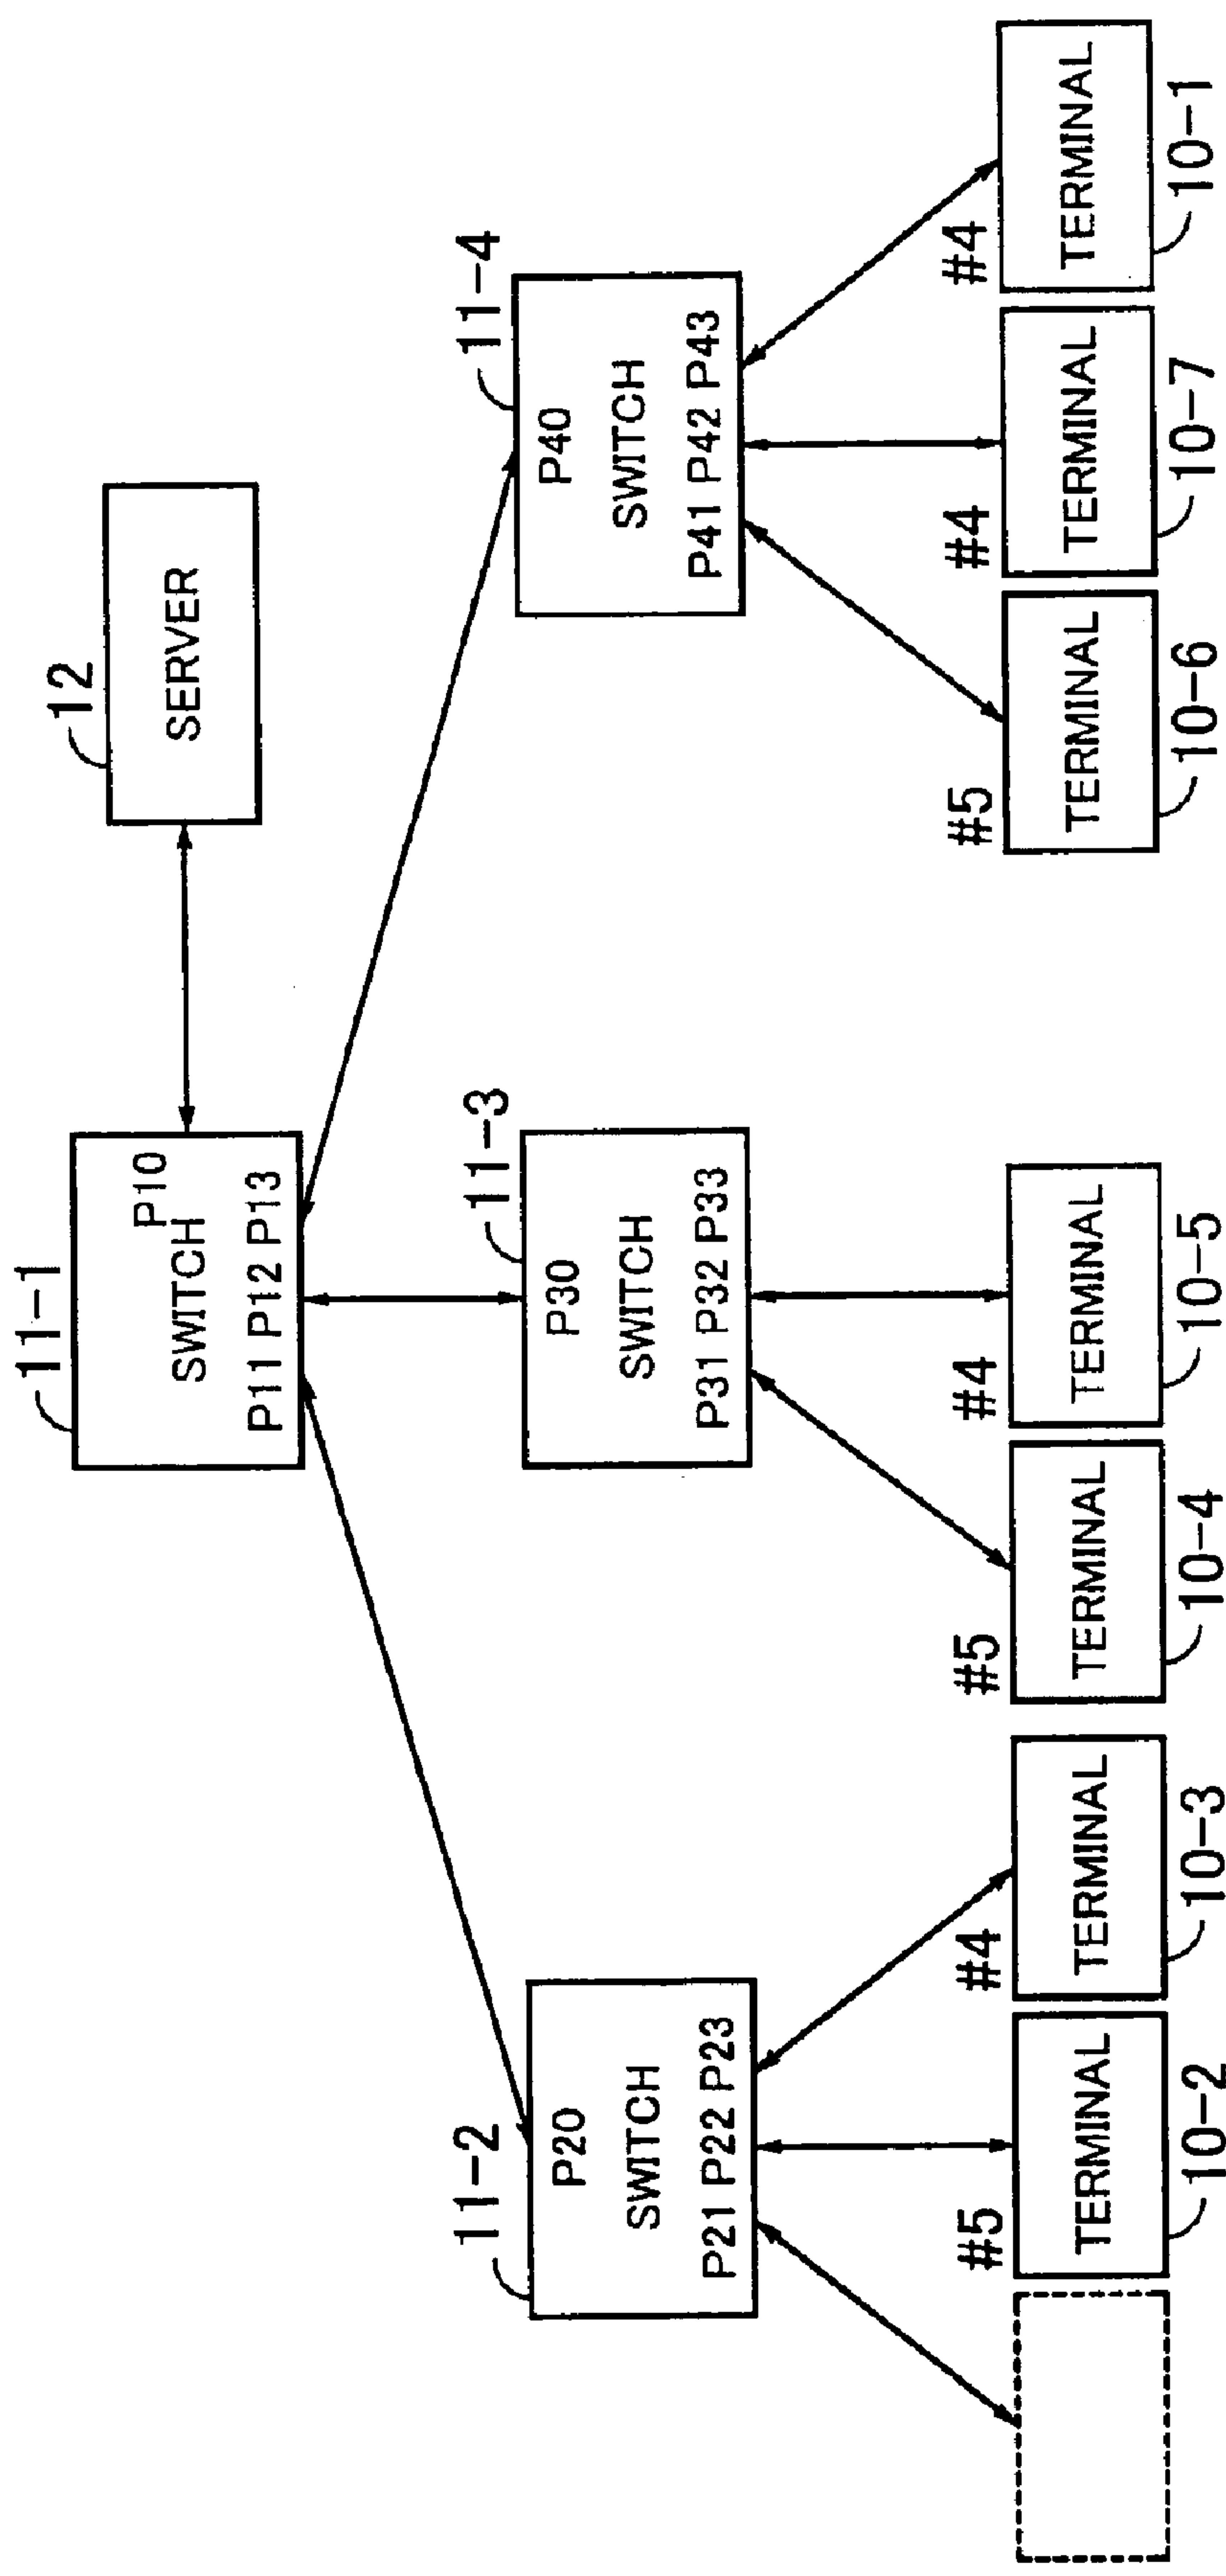 11-1
P10
SWITCH
P11 P12 P13
12
SERVER
11-2
P20
SWITCH
P21 P22 P23
11-3
P30
SWITCH
P31 P32 P33
11-4
P40
SWITCH
P41 P42 P43
#5
TERMINAL
10-2
#4
TERMINAL
10-3
#5
TERMINAL
10-4
#4
TERMINAL
10-5
#5
TERMINAL
10-6
#4
TERMINAL
10-7
#4
TERMINAL
10-1